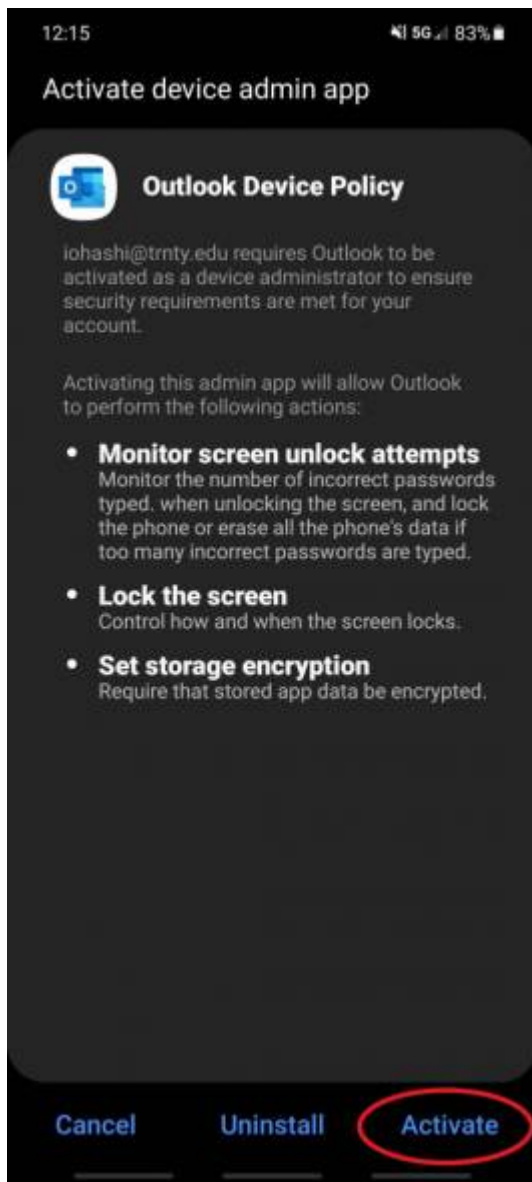 12:15
5G 83%
Activate device admin app
Outlook Device Policy
iohashi@trnty.edu requires Outlook to be
activated as a device administrator to ensure
security requirements are met for your
account.
Activating this admin app will allow Outlook
to perform the following actions:
• Monitor screen unlock attempts
Monitor the number of incorrect passwords
typed. when unlocking the screen, and lock
the phone or erase all the phone's data if
too many incorrect passwords are typed.
• Lock the screen
Control how and when the screen locks.
• Set storage encryption
Require that stored app data be encrypted.
Cancel Uninstall Activate